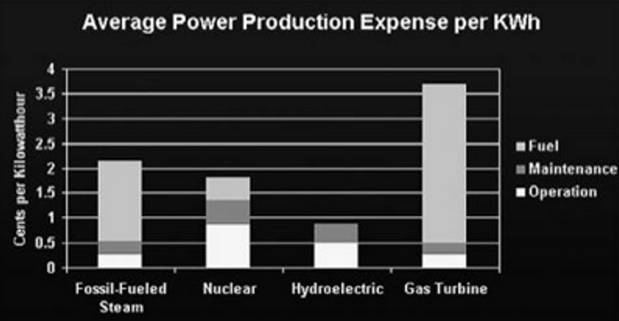 Average Power Production Expense per KWh
Cents per Kilowatthour
4
3.5
3
2.5
2
1.5
1
0.5
0
Fossil-Fueled
Steam
Nuclear
Hydroelectric
Gas Turbine
Fuel
Maintenance
Operation